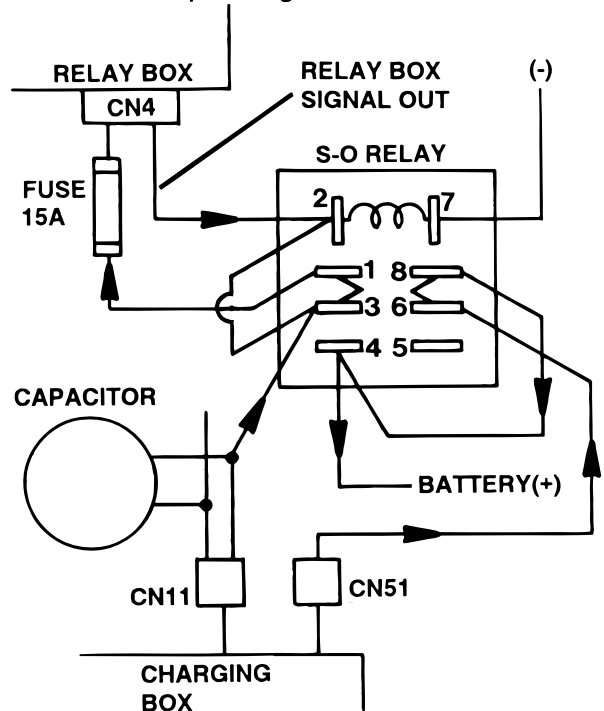 RELAY BOX
CN4
RELAY BOX
SIGNAL OUT
(-)
S-O RELAY
FUSE
15A
2
7
1 8
3 6
4 5
CAPACITOR
BATTERY(+)
CN11
CN51
CHARGING
BOX